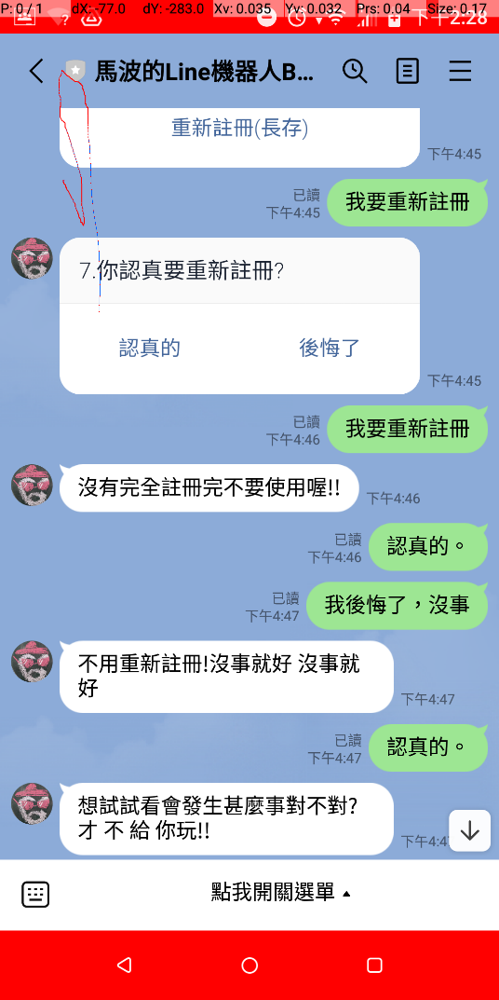 P: 0 / 1 dX: -77.0 dY: -283.0 Xv: 0.035 Yv: 0.032 Prs: 0.04 Size: 0.17
下午2:28
馬波的Line機器人B...
重新註冊(長存)
下午4:45
已讀
下午4:45
我要重新註冊
7.你認真要重新註冊?
認真的 後悔了
下午4:45
已讀
下午4:46
我要重新註冊
沒有完全註冊完不要使用喔!!
下午4:46
已讀
下午4:46
認真的。
已讀
下午4:47
我後悔了，沒事
不用重新註冊!沒事就好 沒事就
好
下午4:47
已讀
下午4:47
認真的。
想試試看會發生甚麼事對不對?
才 不 給 你玩!!
下午4:4
點我開關選單